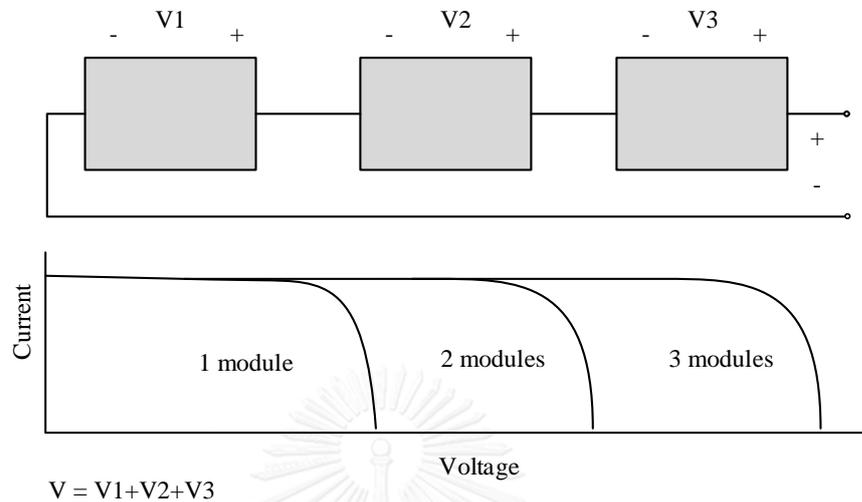 V1 V2 V3
- + - + - +
+
-
Current
1 module 2 modules 3 modules
Voltage
V = V1+V2+V3